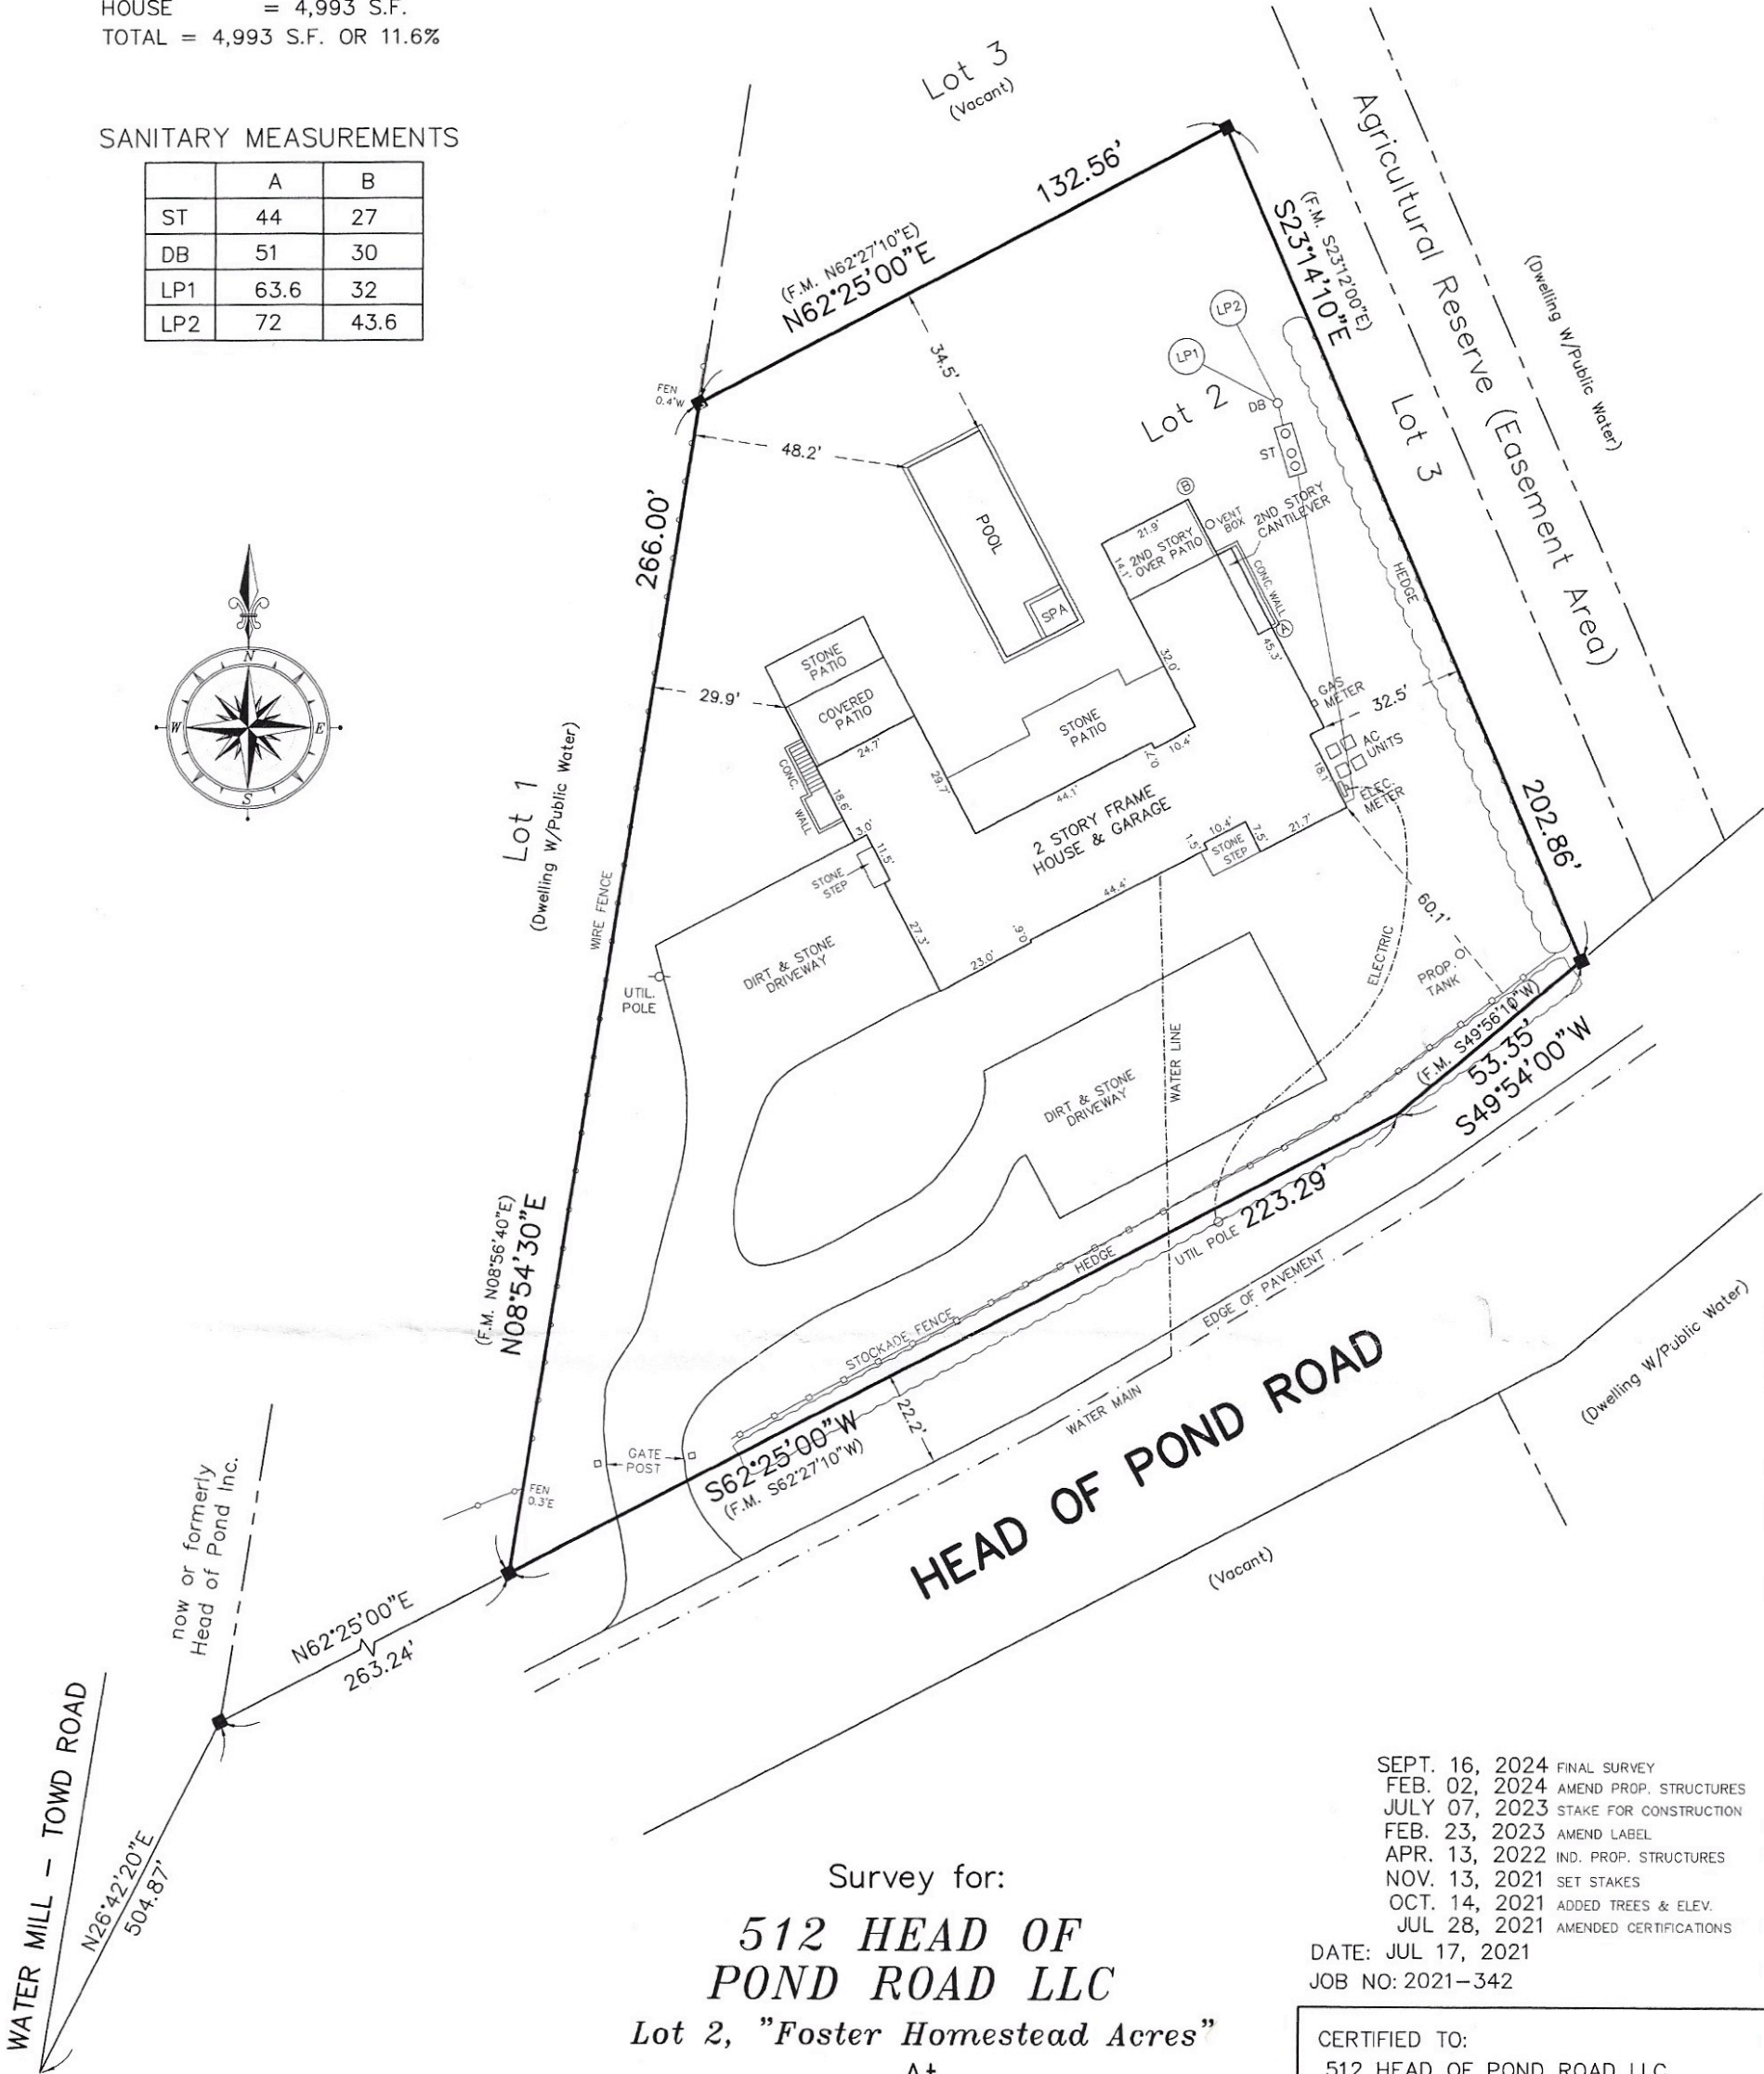 HOUSE = 4,993 S.F.
TOTAL = 4,993 S.F. OR 11.6%
SANITARY MEASUREMENTS
A B
ST 44 27
DB 51 30
LP1 63.6 32
LP2 72 43.6
Lot 3
(Vacant)
132.56'
(F.M. N62°27'10"E)
N62°25'00"E
(F.M. S23°12'00"E)
S23°14'10"E
Agricultural Reserve (Easement Area)
Lot 3
(Dwelling W/Public Water)
FEN
0.4'W
48.2'
34.5'
LP2
LP1
Lot 2
DB
ST
266.00'
POOL
SPA
B
VENT
BOX
2ND STORY
CANTILEVER
21.9'
14.1'
2ND STORY
OVER PATIO
CONC. WALL
A
45.3'
HEDGE
N
W
E
S
STONE
PATIO
COVERED
PATIO
29.9'
24.7'
32.0'
STONE
PATIO
GAS
METER
32.5'
AC
UNITS
ELEC.
METER
18.1'
CONC.
WALL
18.6'
3.0'
29.7'
44.1'
0.7'
10.4'
2 STORY FRAME
HOUSE & GARAGE
202.86'
Lot 1
(Dwelling W/Public Water)
WIRE FENCE
STONE
STEP
11.5'
27.3'
23.0'
0.6'
44.4'
1.5'
10.4'
7.5'
STONE
STEP
21.7'
60.1'
DIRT & STONE
DRIVEWAY
UTIL.
POLE
ELECTRIC
PROP.
TANK
WATER LINE
DIRT & STONE
DRIVEWAY
(F.M. S49°56'10"W)
53.35'
S49°54'00"W
(F.M. N08°56'40"E)
N08°54'30"E
223.29'
UTIL POLE
HEDGE
STOCKADE FENCE
EDGE OF PAVEMENT
22.2'
WATER MAIN
S62°25'00"W
(F.M. S62°27'10"W)
GATE
POST
FEN
0.3'E
HEAD OF POND ROAD
(Dwelling W/Public Water)
(Vacant)
now or formerly
Head of Pond Inc.
N62°25'00"E
263.24'
WATER MILL - TOWD ROAD
N26°42'20"E
504.87'
Survey for:
512 HEAD OF
POND ROAD LLC
Lot 2, "Foster Homestead Acres"
At
SEPT. 16, 2024 FINAL SURVEY
FEB. 02, 2024 AMEND PROP. STRUCTURES
JULY 07, 2023 STAKE FOR CONSTRUCTION
FEB. 23, 2023 AMEND LABEL
APR. 13, 2022 IND. PROP. STRUCTURES
NOV. 13, 2021 SET STAKES
OCT. 14, 2021 ADDED TREES & ELEV.
JUL 28, 2021 AMENDED CERTIFICATIONS
DATE: JUL 17, 2021
JOB NO: 2021-342
CERTIFIED TO:
512 HEAD OF POND ROAD LLC